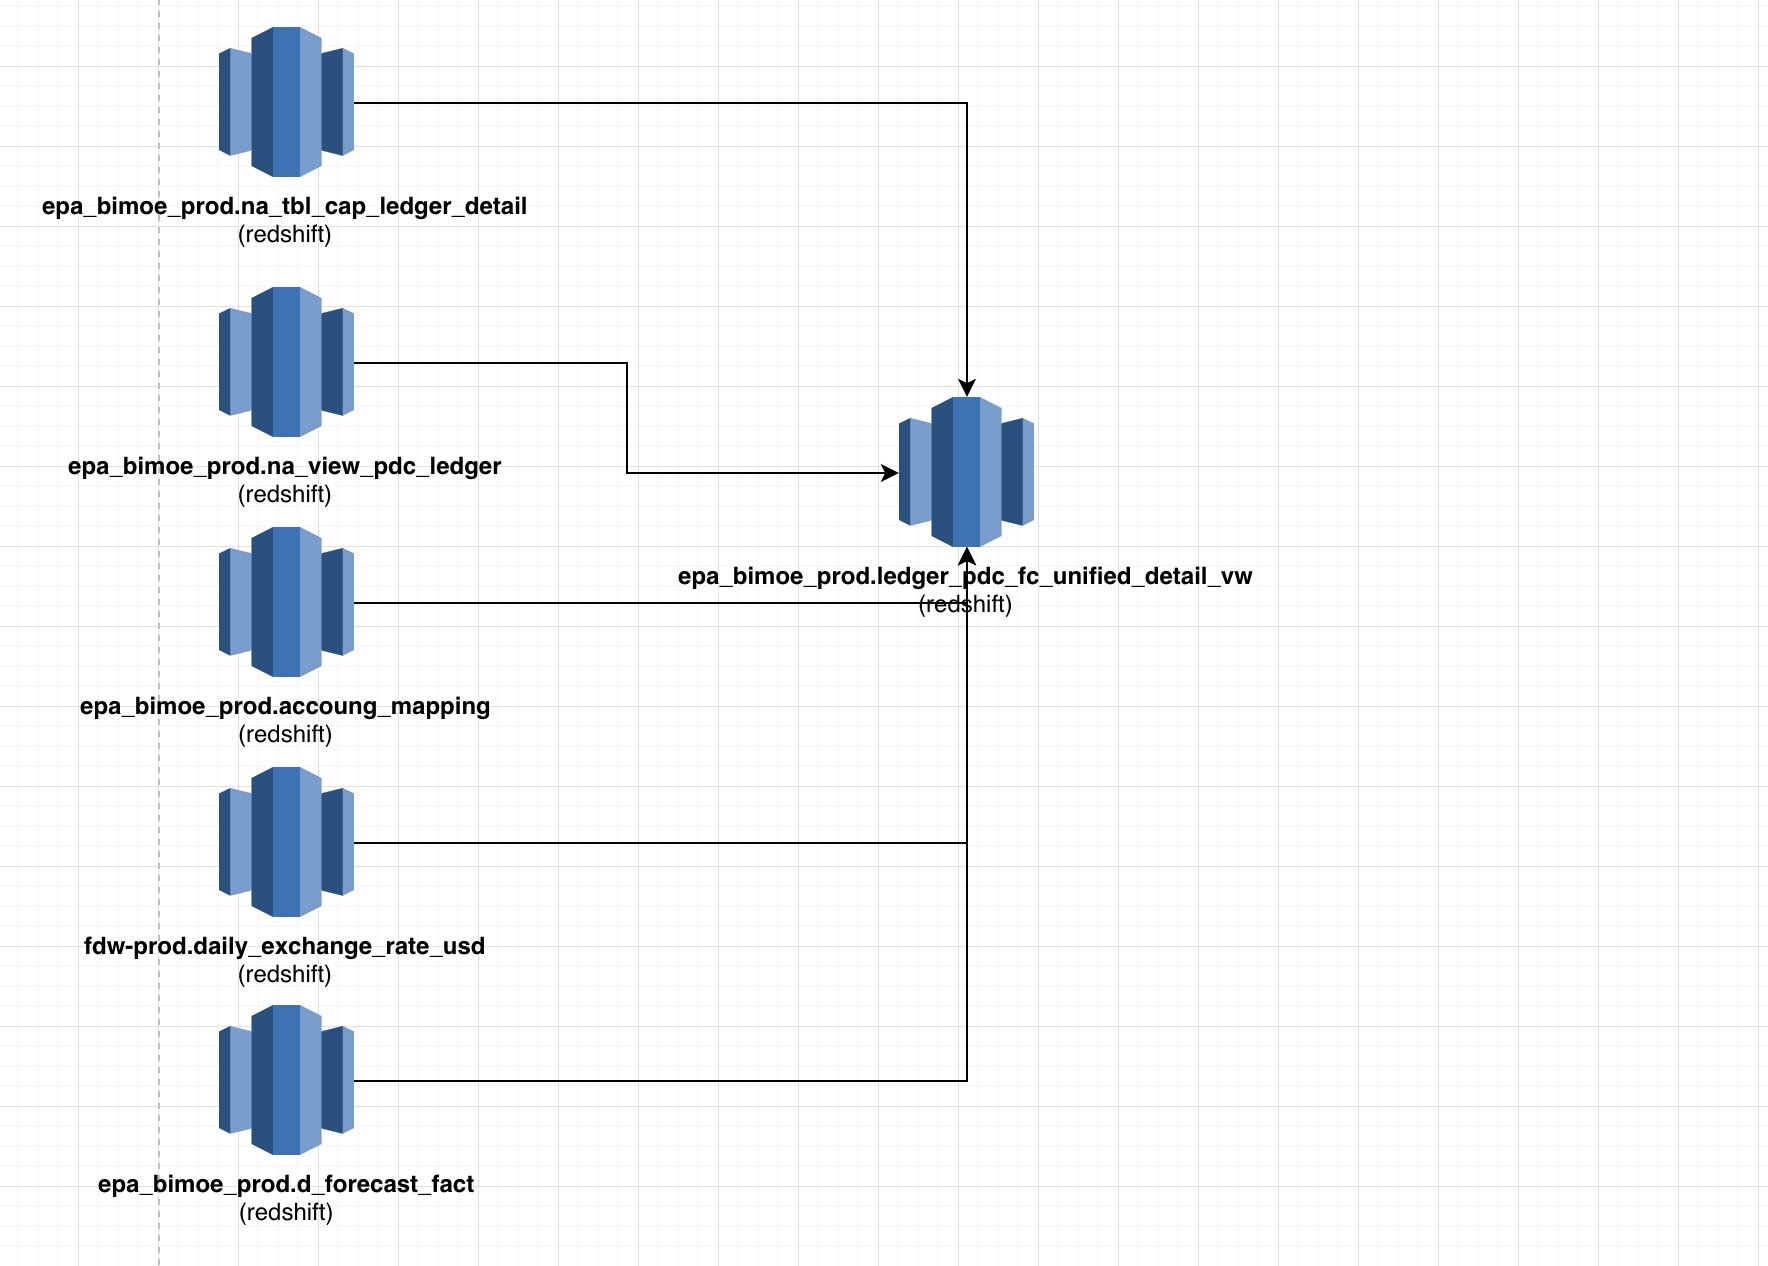 epa_bimoe_prod.na_tbl_cap_ledger_detail
(redshift)
epa_bimoe_prod.na_view_pdc_ledger
(redshift)
epa_bimoe_prod.ledger_pdc_fc_unified_detail_vw
(redshift)
epa_bimoe_prod.accoung_mapping
(redshift)
fdw-prod.daily_exchange_rate_usd
(redshift)
epa_bimoe_prod.d_forecast_fact
(redshift)